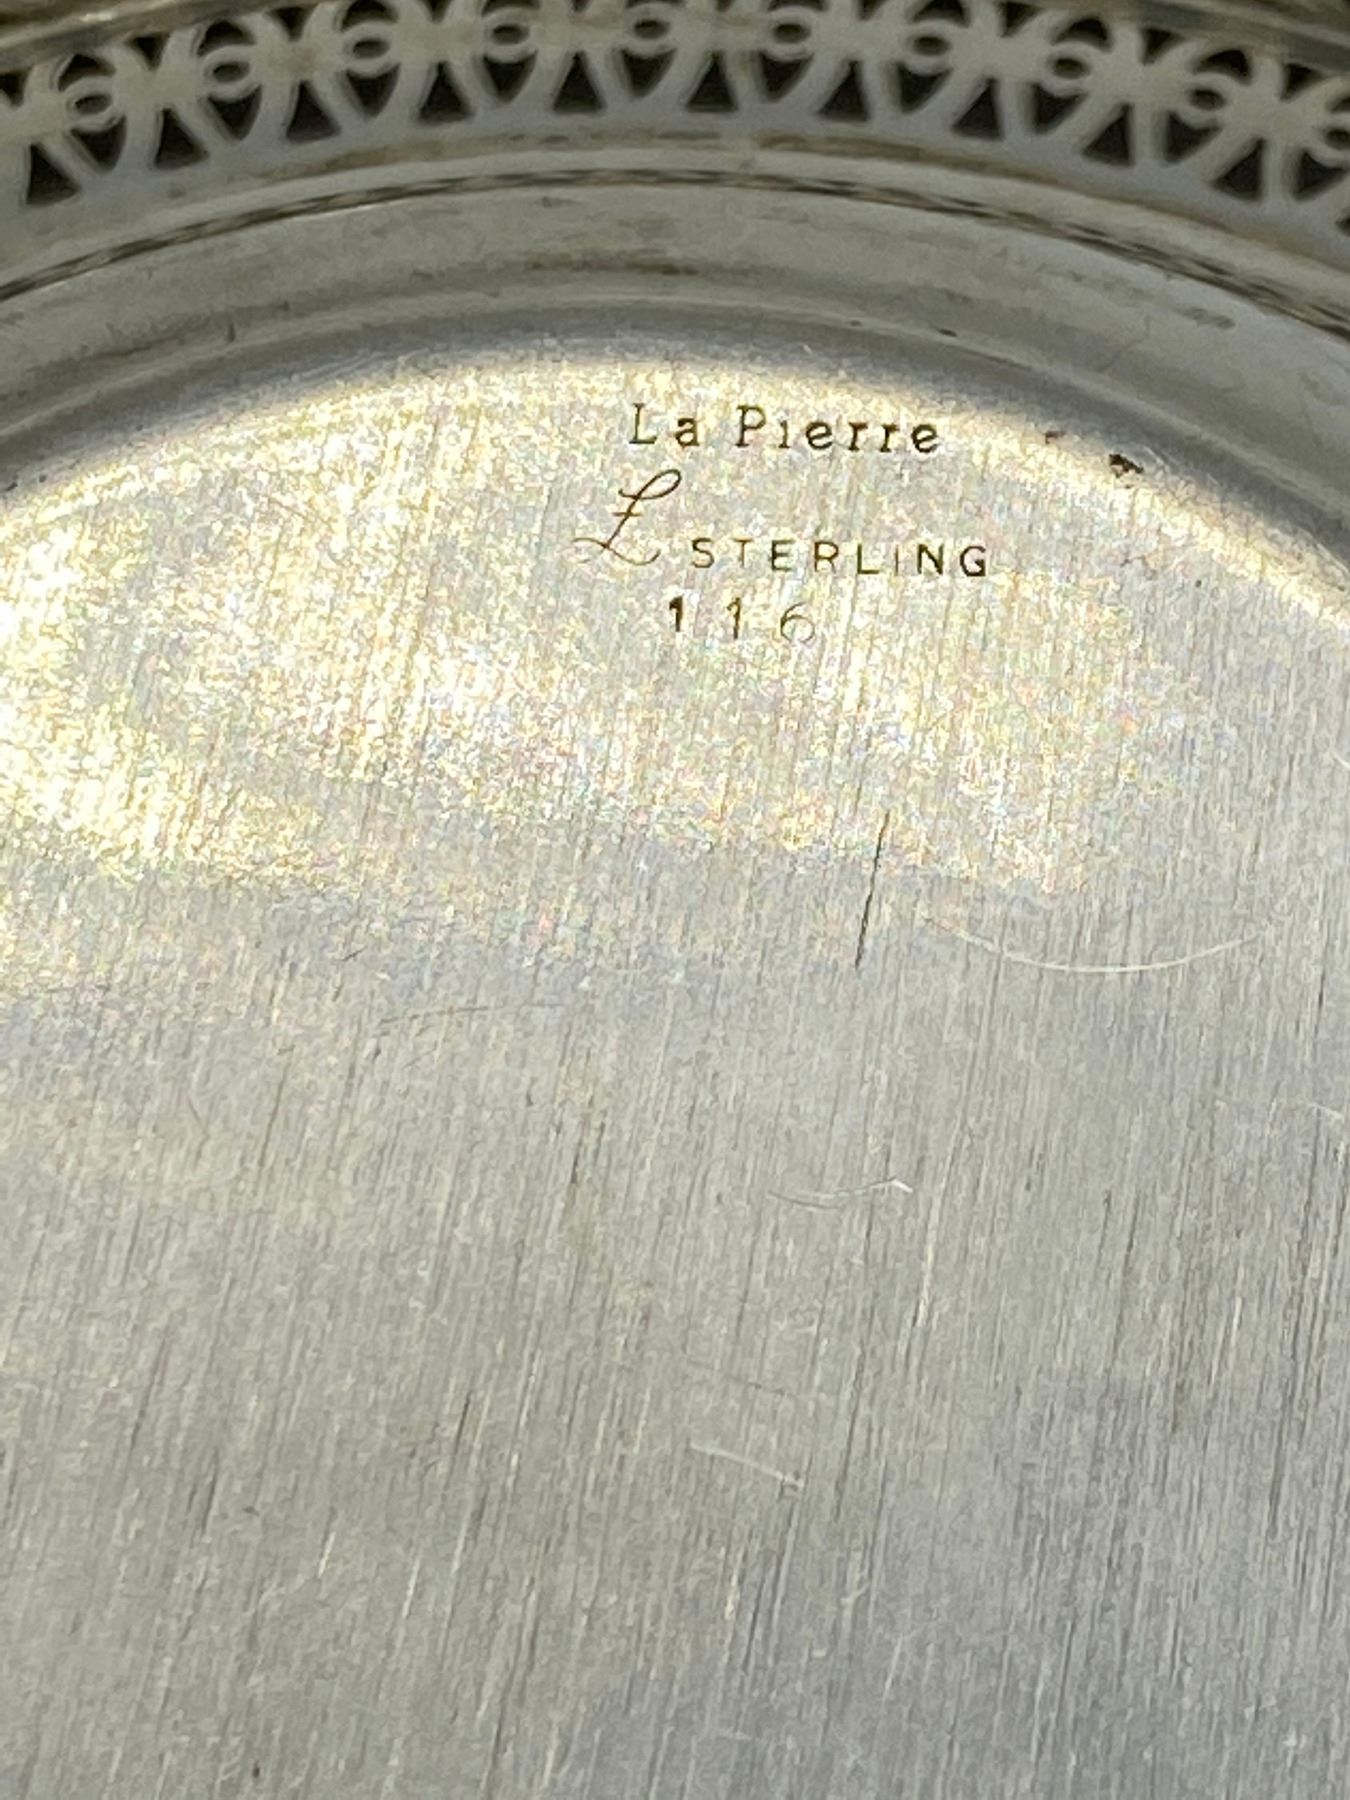 La Pierre
L STERLING
116